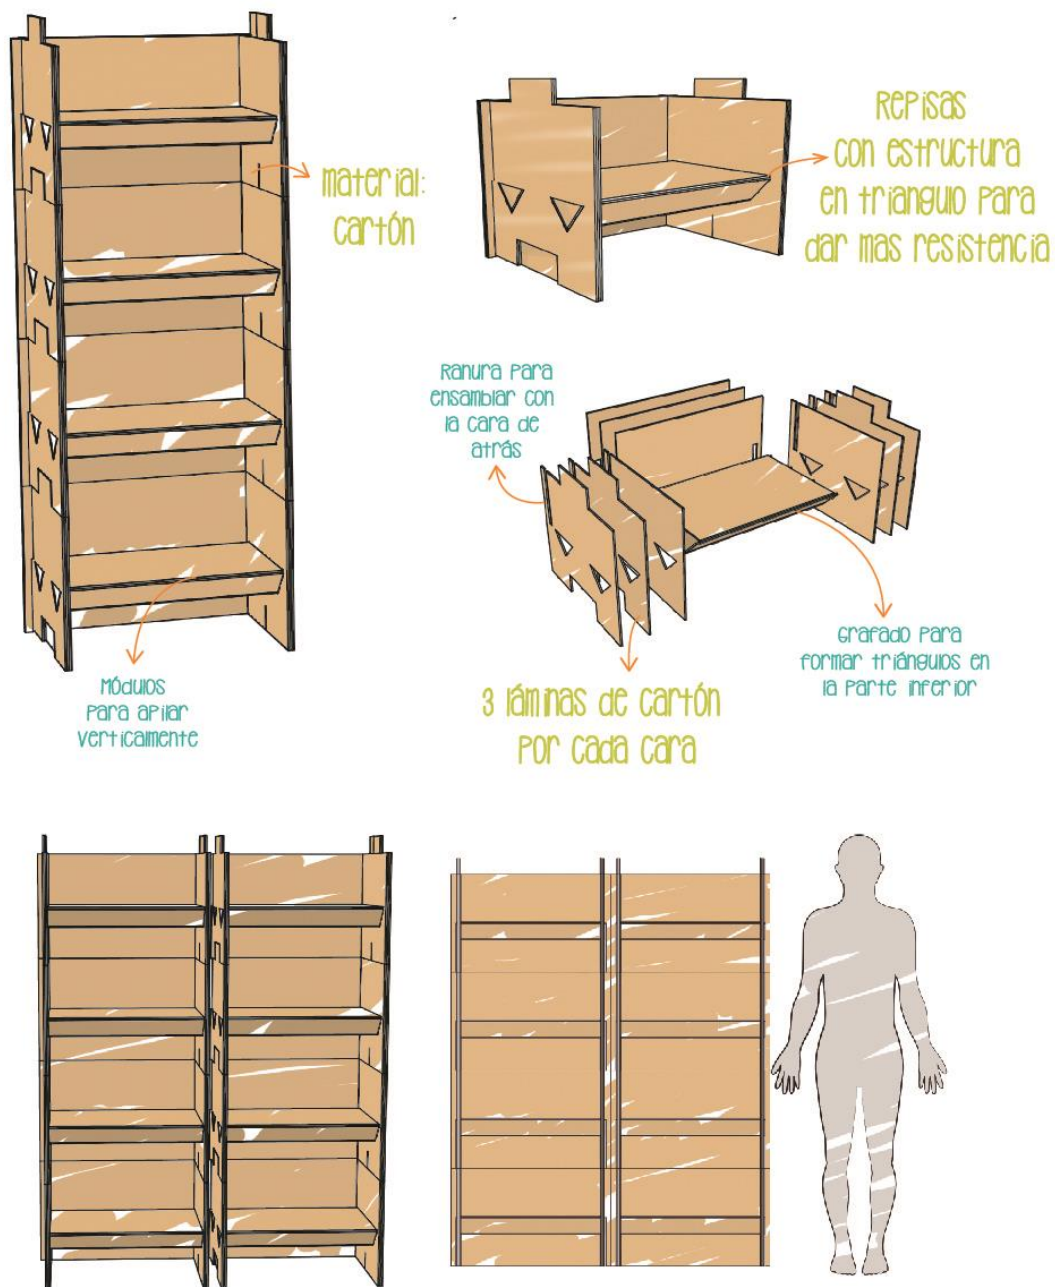 material:
cartón
Repisas
con estructura
en triangulo para
dar mas resistencia
Ranura para
ensamblar con
la cara de
atrás
Grafado para
formar triángulos en
la parte inferior
3 láminas de cartón
por cada cara
Módulos
para apilar
verticalmente